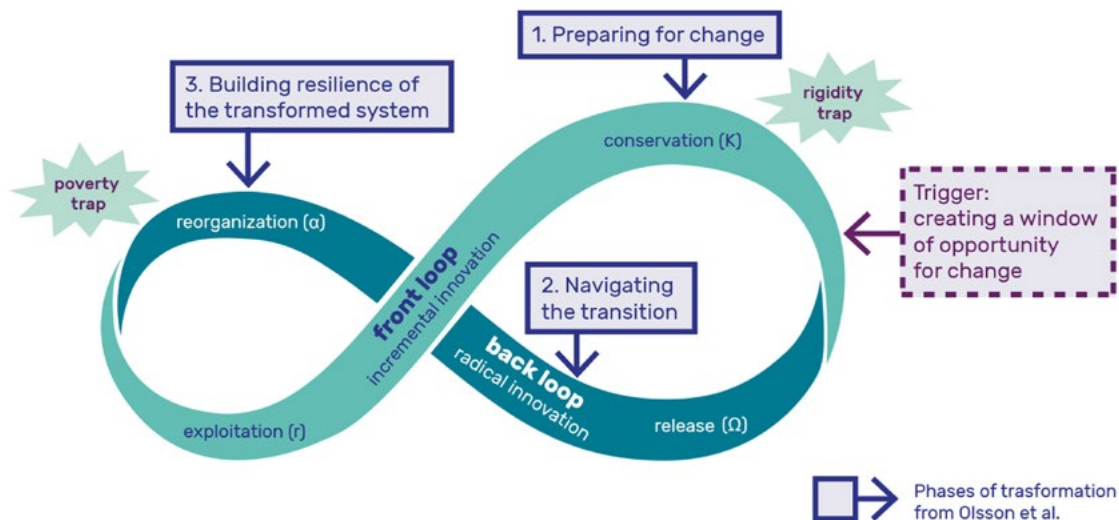 1. Preparing for change
3. Building resilience of
the transformed system
rigidity
trap
conservation (K)
poverty
trap
Trigger:
creating a window
of opportunity
for change
reorganization (α)
front loop
incremental innovation
2. Navigating
the transition
back loop
radical innovation
exploitation (r)
release (Ω)
Phases of trasformation
from Olsson et al.